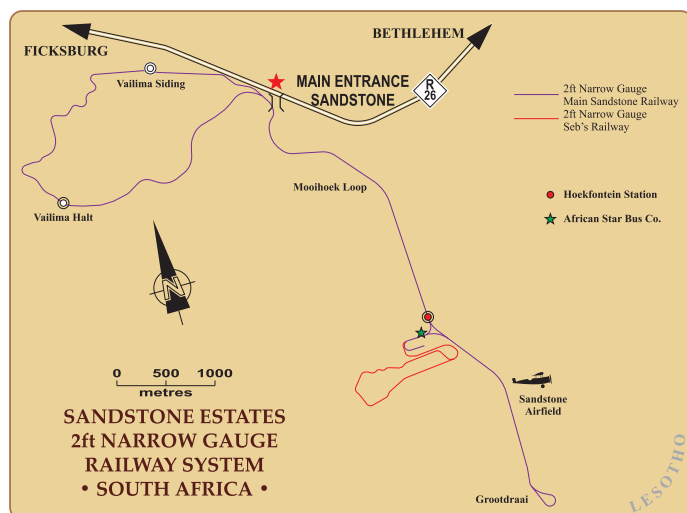 FICKSBURG
BETHLEHEM
Vailima Siding
MAIN ENTRANCE
SANDSTONE
R
26
2ft Narrow Gauge
Main Sandstone Railway
2ft Narrow Gauge
Seb's Railway
Mooihoek Loop
Hoekfontein Station
Vailima Halt
African Star Bus Co.
N
0 500 1000
metres
Sandstone
Airfield
SANDSTONE ESTATES
2ft NARROW GAUGE
RAILWAY SYSTEM
• SOUTH AFRICA •
Grootdraai
LESOTHO